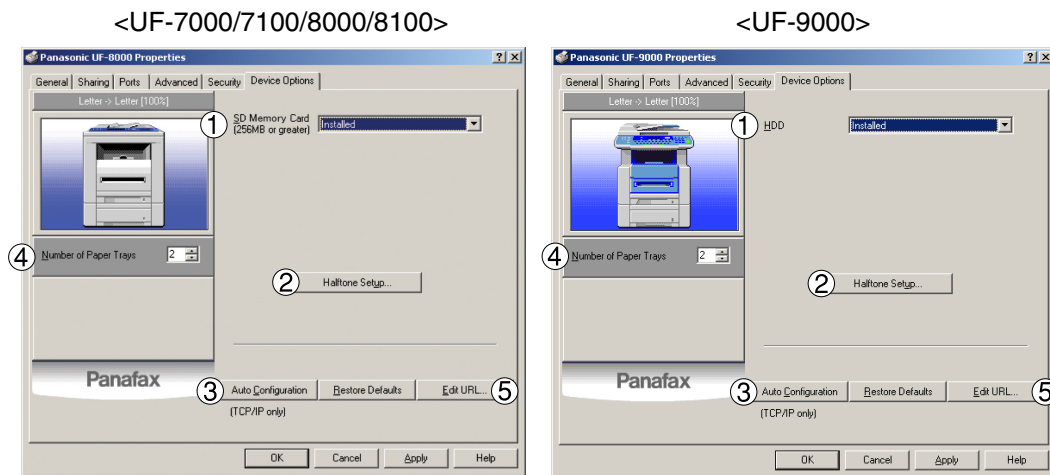 <UF-7000/7100/8000/8100>
Panasonic UF-8000 Properties
General Sharing Ports Advanced Security Device Options
Letter -> Letter [100%]
1 SD Memory Card
(256MB or greater) Installed
4 Number of Paper Trays 2
2 Halftone Setup...
Panafax
3 Auto Configuration Restore Defaults Edit URL... 5
(TCP/IP only)
OK Cancel Apply Help
<UF-9000>
Panasonic UF-9000 Properties
General Sharing Ports Advanced Security Device Options
Letter -> Letter [100%]
1 HDD Installed
4 Number of Paper Trays 2
2 Halftone Setup...
Panafax
3 Auto Configuration Restore Defaults Edit URL... 5
(TCP/IP only)
OK Cancel Apply Help